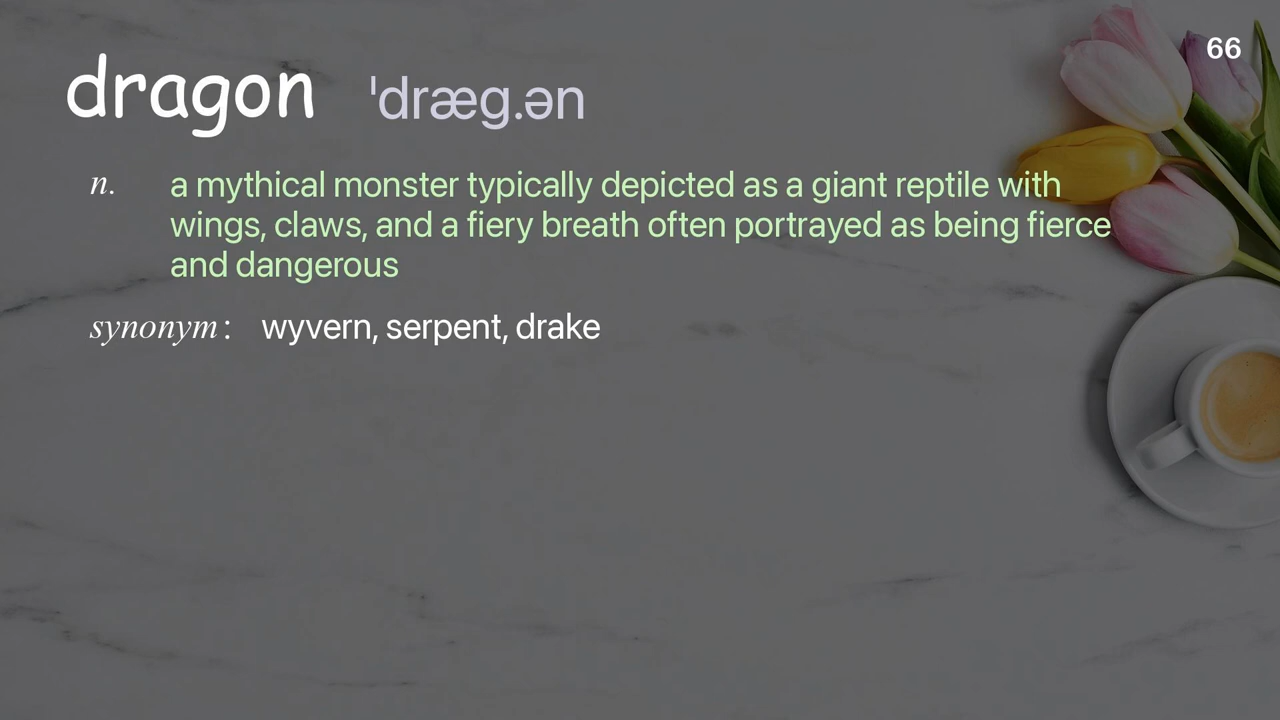 66
dragon ˈdræg.ən
n. a mythical monster typically depicted as a giant reptile with
wings, claws, and a fiery breath often portrayed as being fierce
and dangerous
synonym: wyvern, serpent, drake